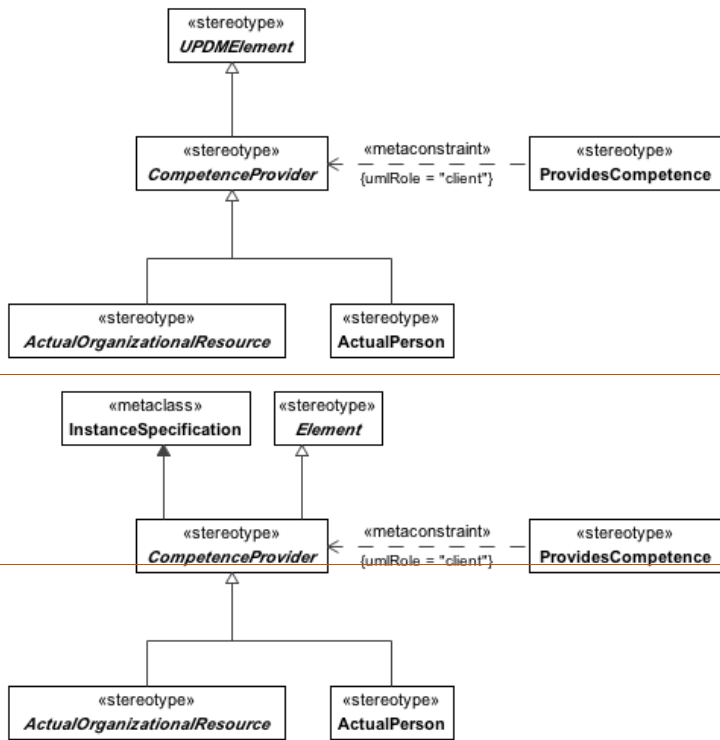 «stereotype»
UPDMElement
«stereotype»
CompetenceProvider
«metaconstraint»
{umlRole = "client"}
«stereotype»
ProvidesCompetence
«stereotype»
ActualOrganizationalResource
«stereotype»
ActualPerson
«metaclass»
InstanceSpecification
«stereotype»
Element
«stereotype»
CompetenceProvider
«metaconstraint»
{umlRole = "client"}
«stereotype»
ProvidesCompetence
«stereotype»
ActualOrganizationalResource
«stereotype»
ActualPerson